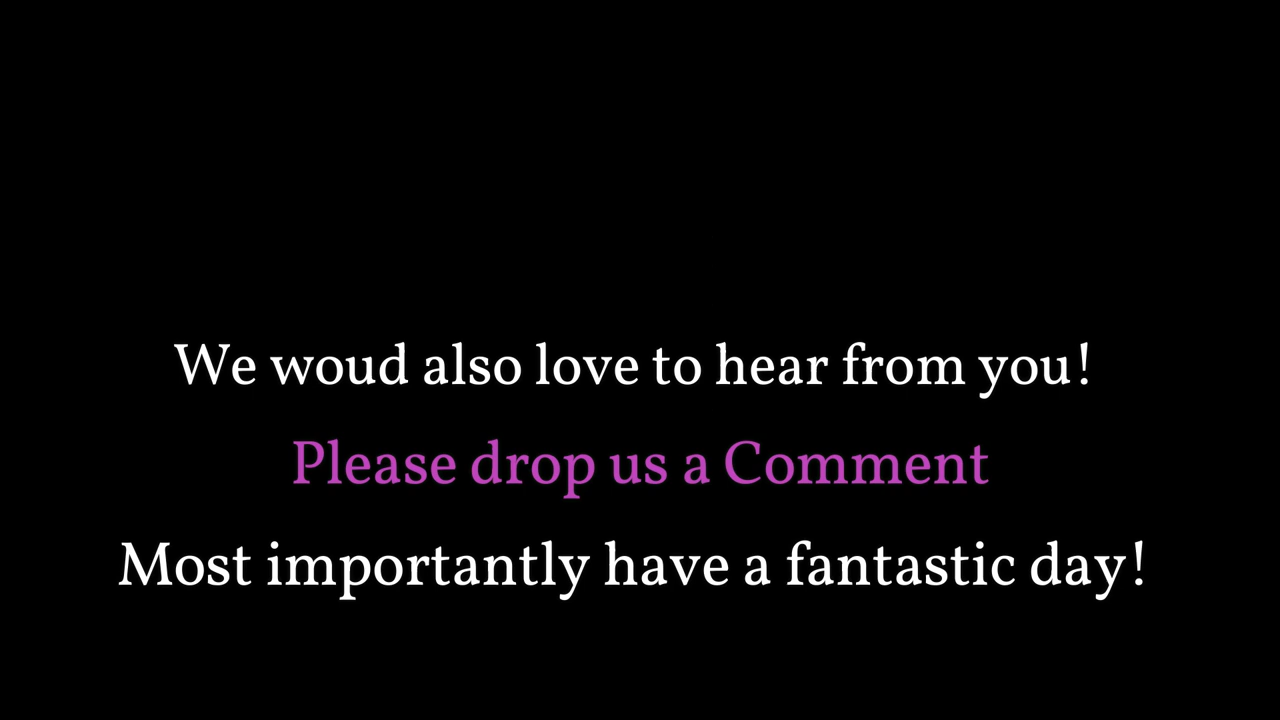 We woud also love to hear from you!
Please drop us a Comment
Most importantly have a fantastic day!